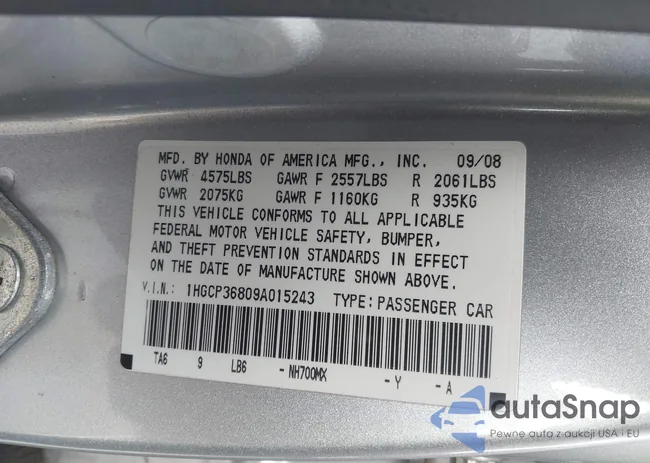 MFD. BY HONDA OF AMERICA MFG., INC. 09/08
GVWR 4575LBS GAWR F 2557LBS R 2061LBS
GVWR 2075KG GAWR F 1160KG R 935KG
THIS VEHICLE CONFORMS TO ALL APPLICABLE
FEDERAL MOTOR VEHICLE SAFETY, BUMPER,
AND THEFT PREVENTION STANDARDS IN EFFECT
ON THE DATE OF MANUFACTURE SHOWN ABOVE.
V.I.N.: 1HGCP36809A015243 TYPE: PASSENGER CAR
TA6 9 LB6 -NH700MX -Y -A
autoSnap
Pewne auto z aukcji USA i EU